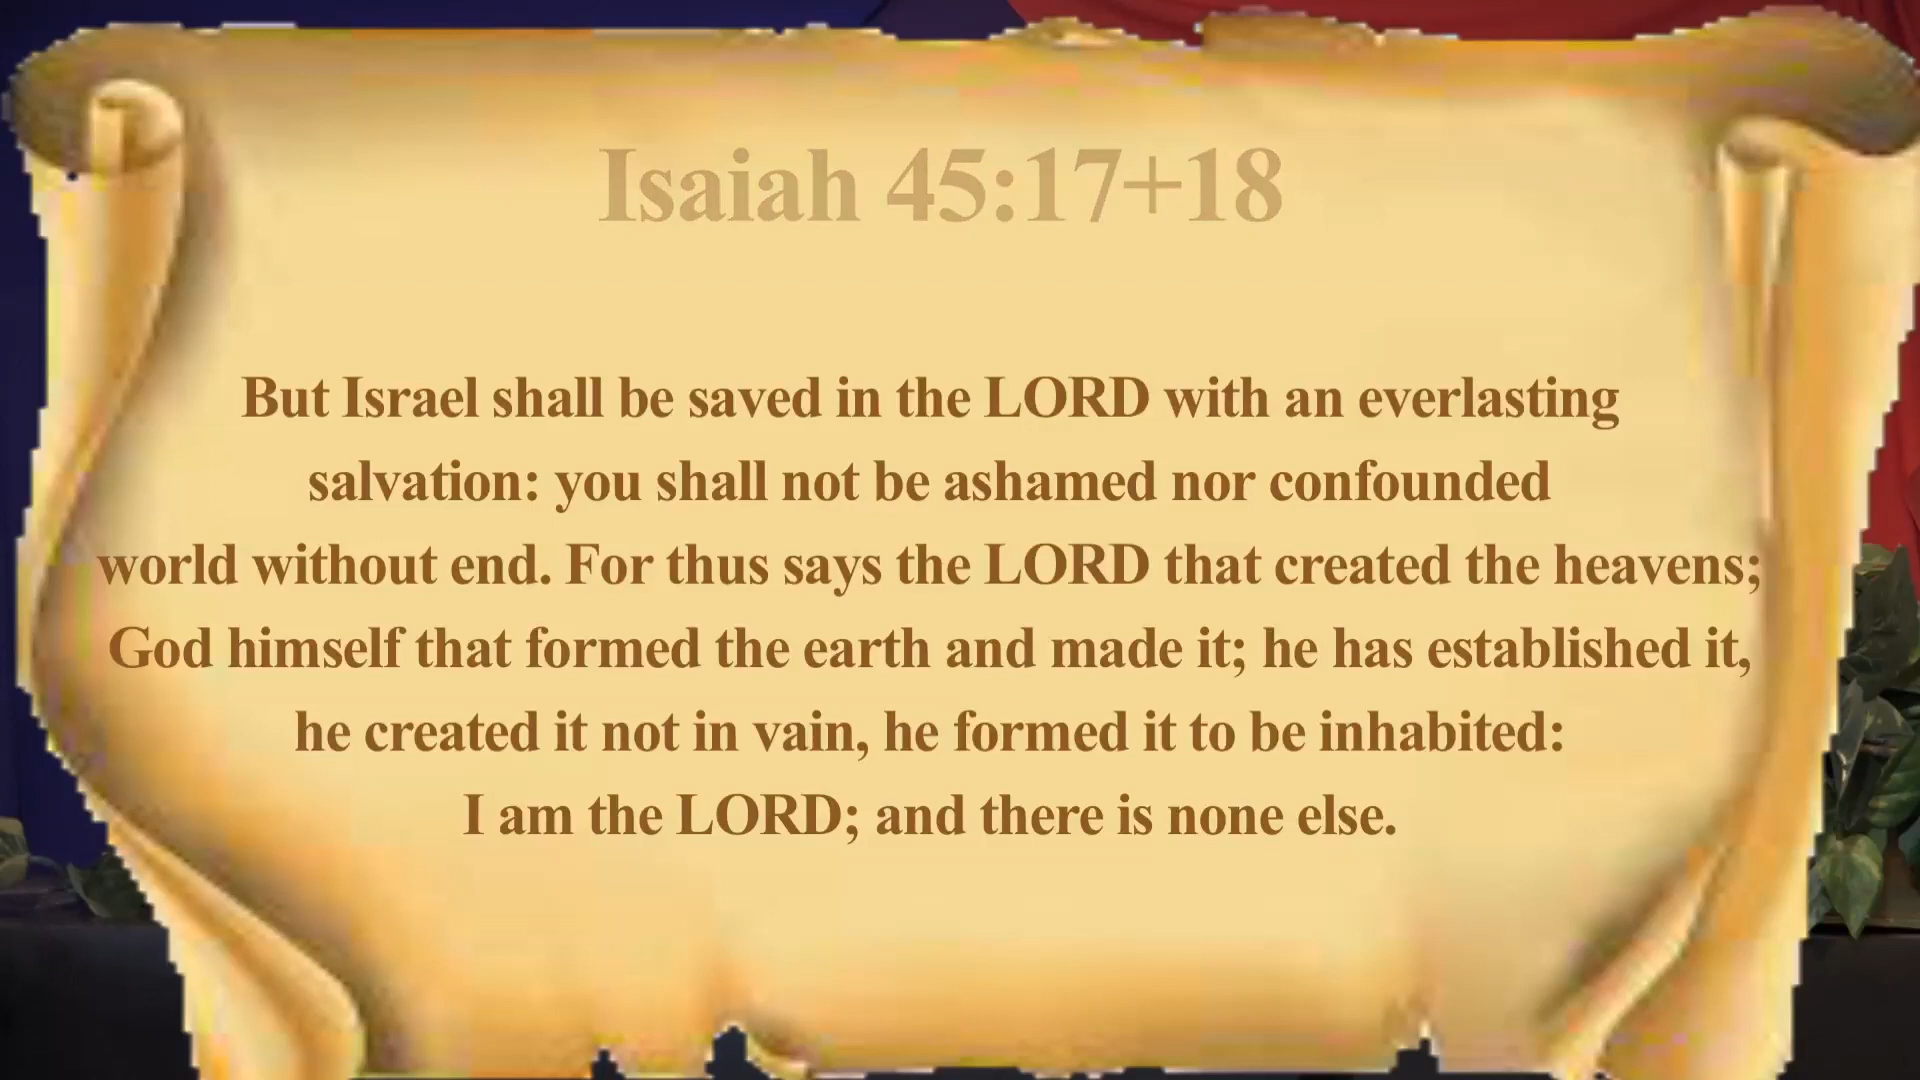 Isaiah 45:17+18
But Israel shall be saved in the LORD with an everlasting
salvation: you shall not be ashamed nor confounded
world without end. For thus says the LORD that created the heavens;
God himself that formed the earth and made it; he has established it,
he created it not in vain, he formed it to be inhabited:
I am the LORD; and there is none else.